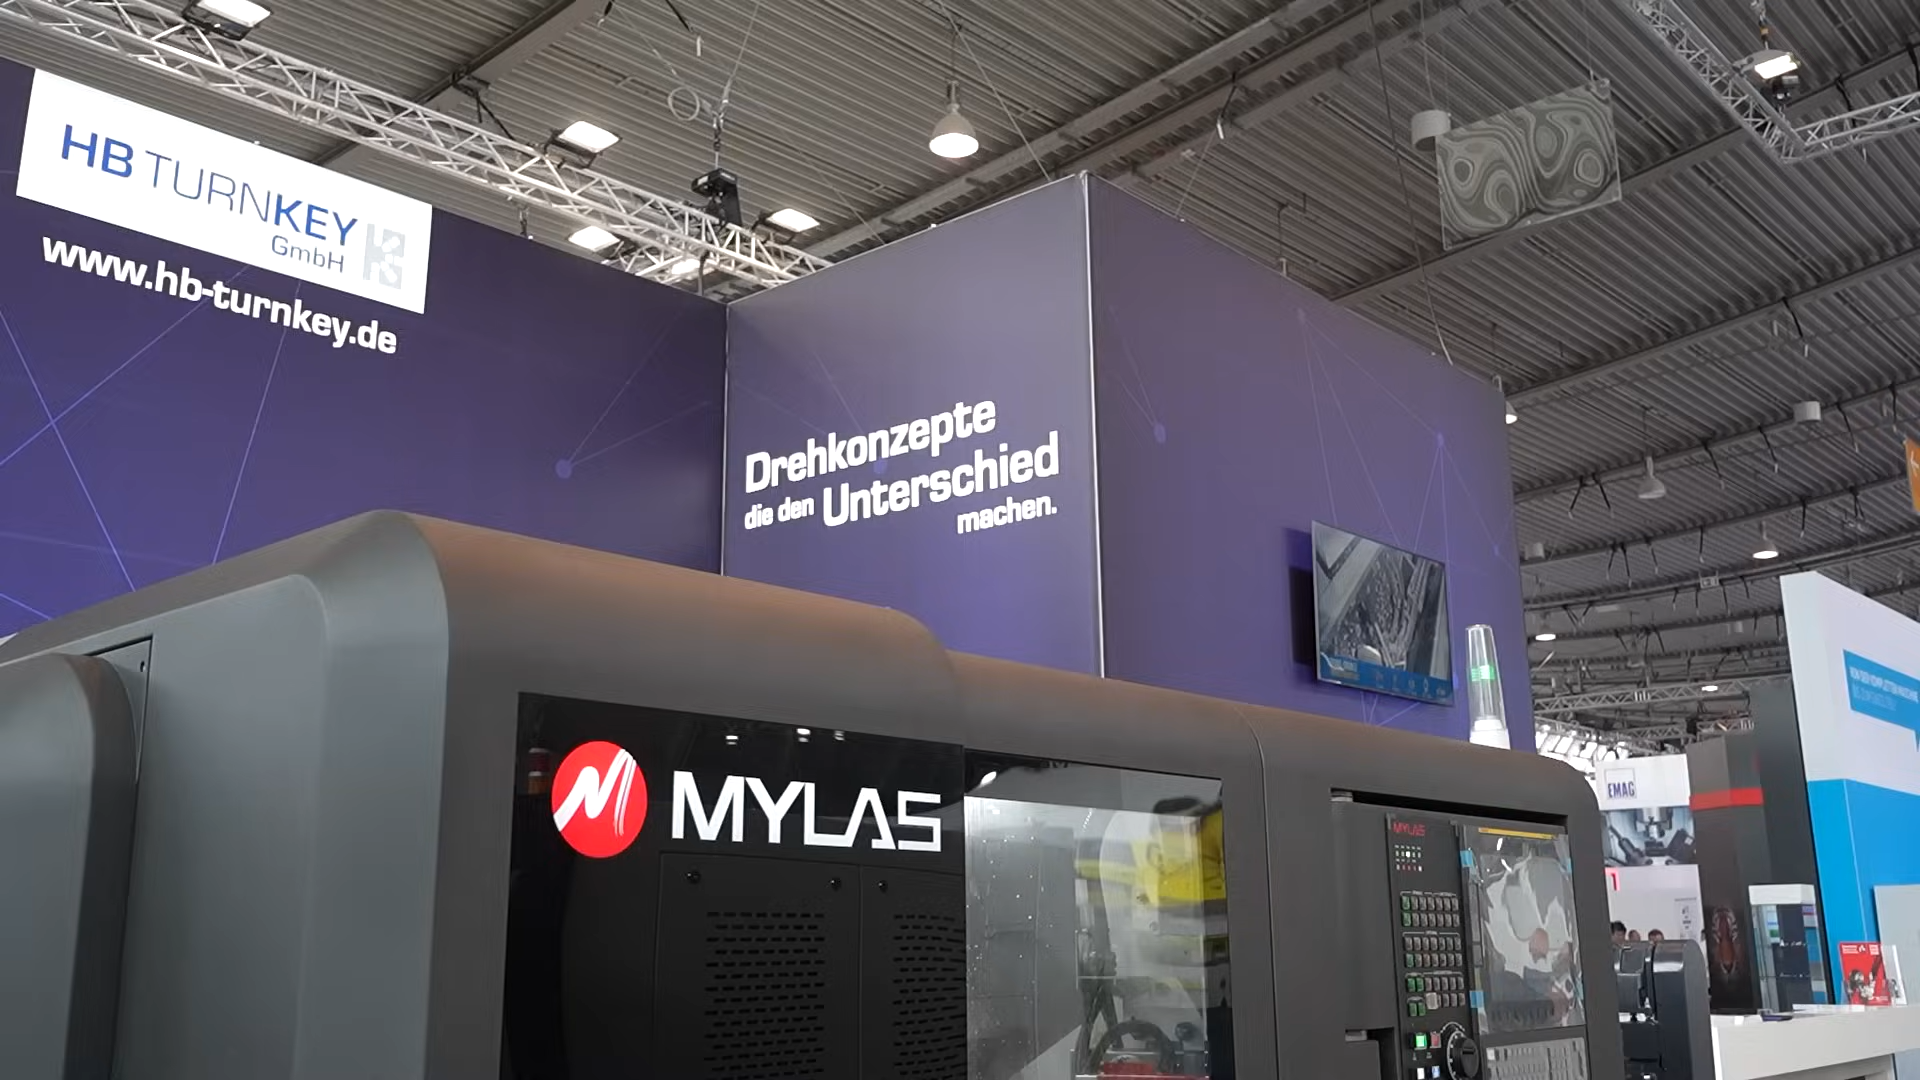 HB TURNKEY
GmbH
www.hb-turnkey.de
Drehkonzepte
die den Unterschied
machen.
MYLAS
MYLAS
EMAG